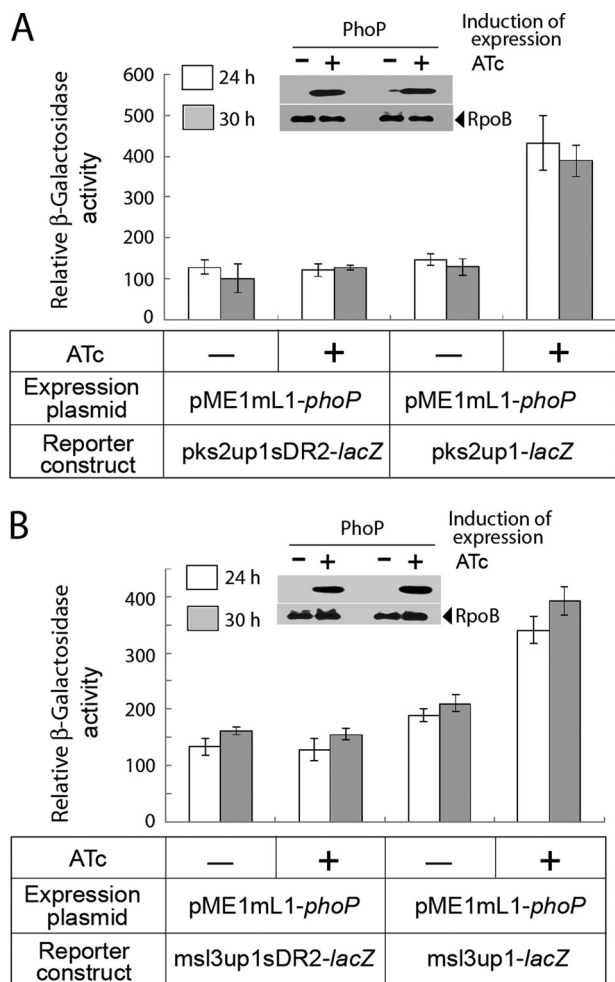 A
PhoP
Induction of
expression
− + − + ATc
24 h
30 h
RpoB
Relative β-Galactosidase
activity
600
500
400
300
200
100
0
ATc — + — +
Expression
plasmid
pME1mL1-phoP pME1mL1-phoP
Reporter
construct
pks2up1sDR2-lacZ pks2up1-lacZ
B
PhoP
Induction of
expression
− + − + ATc
24 h
30 h
RpoB
Relative β-Galactosidase
activity
400
300
200
100
0
ATc — + — +
Expression
plasmid
pME1mL1-phoP pME1mL1-phoP
Reporter
construct
msl3up1sDR2-lacZ msl3up1-lacZ